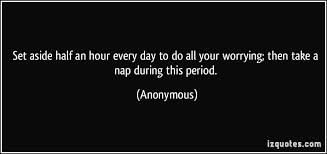 Set aside half an hour every day to do all your worrying; then take a
nap during this period.
(Anonymous)
izquotes.com